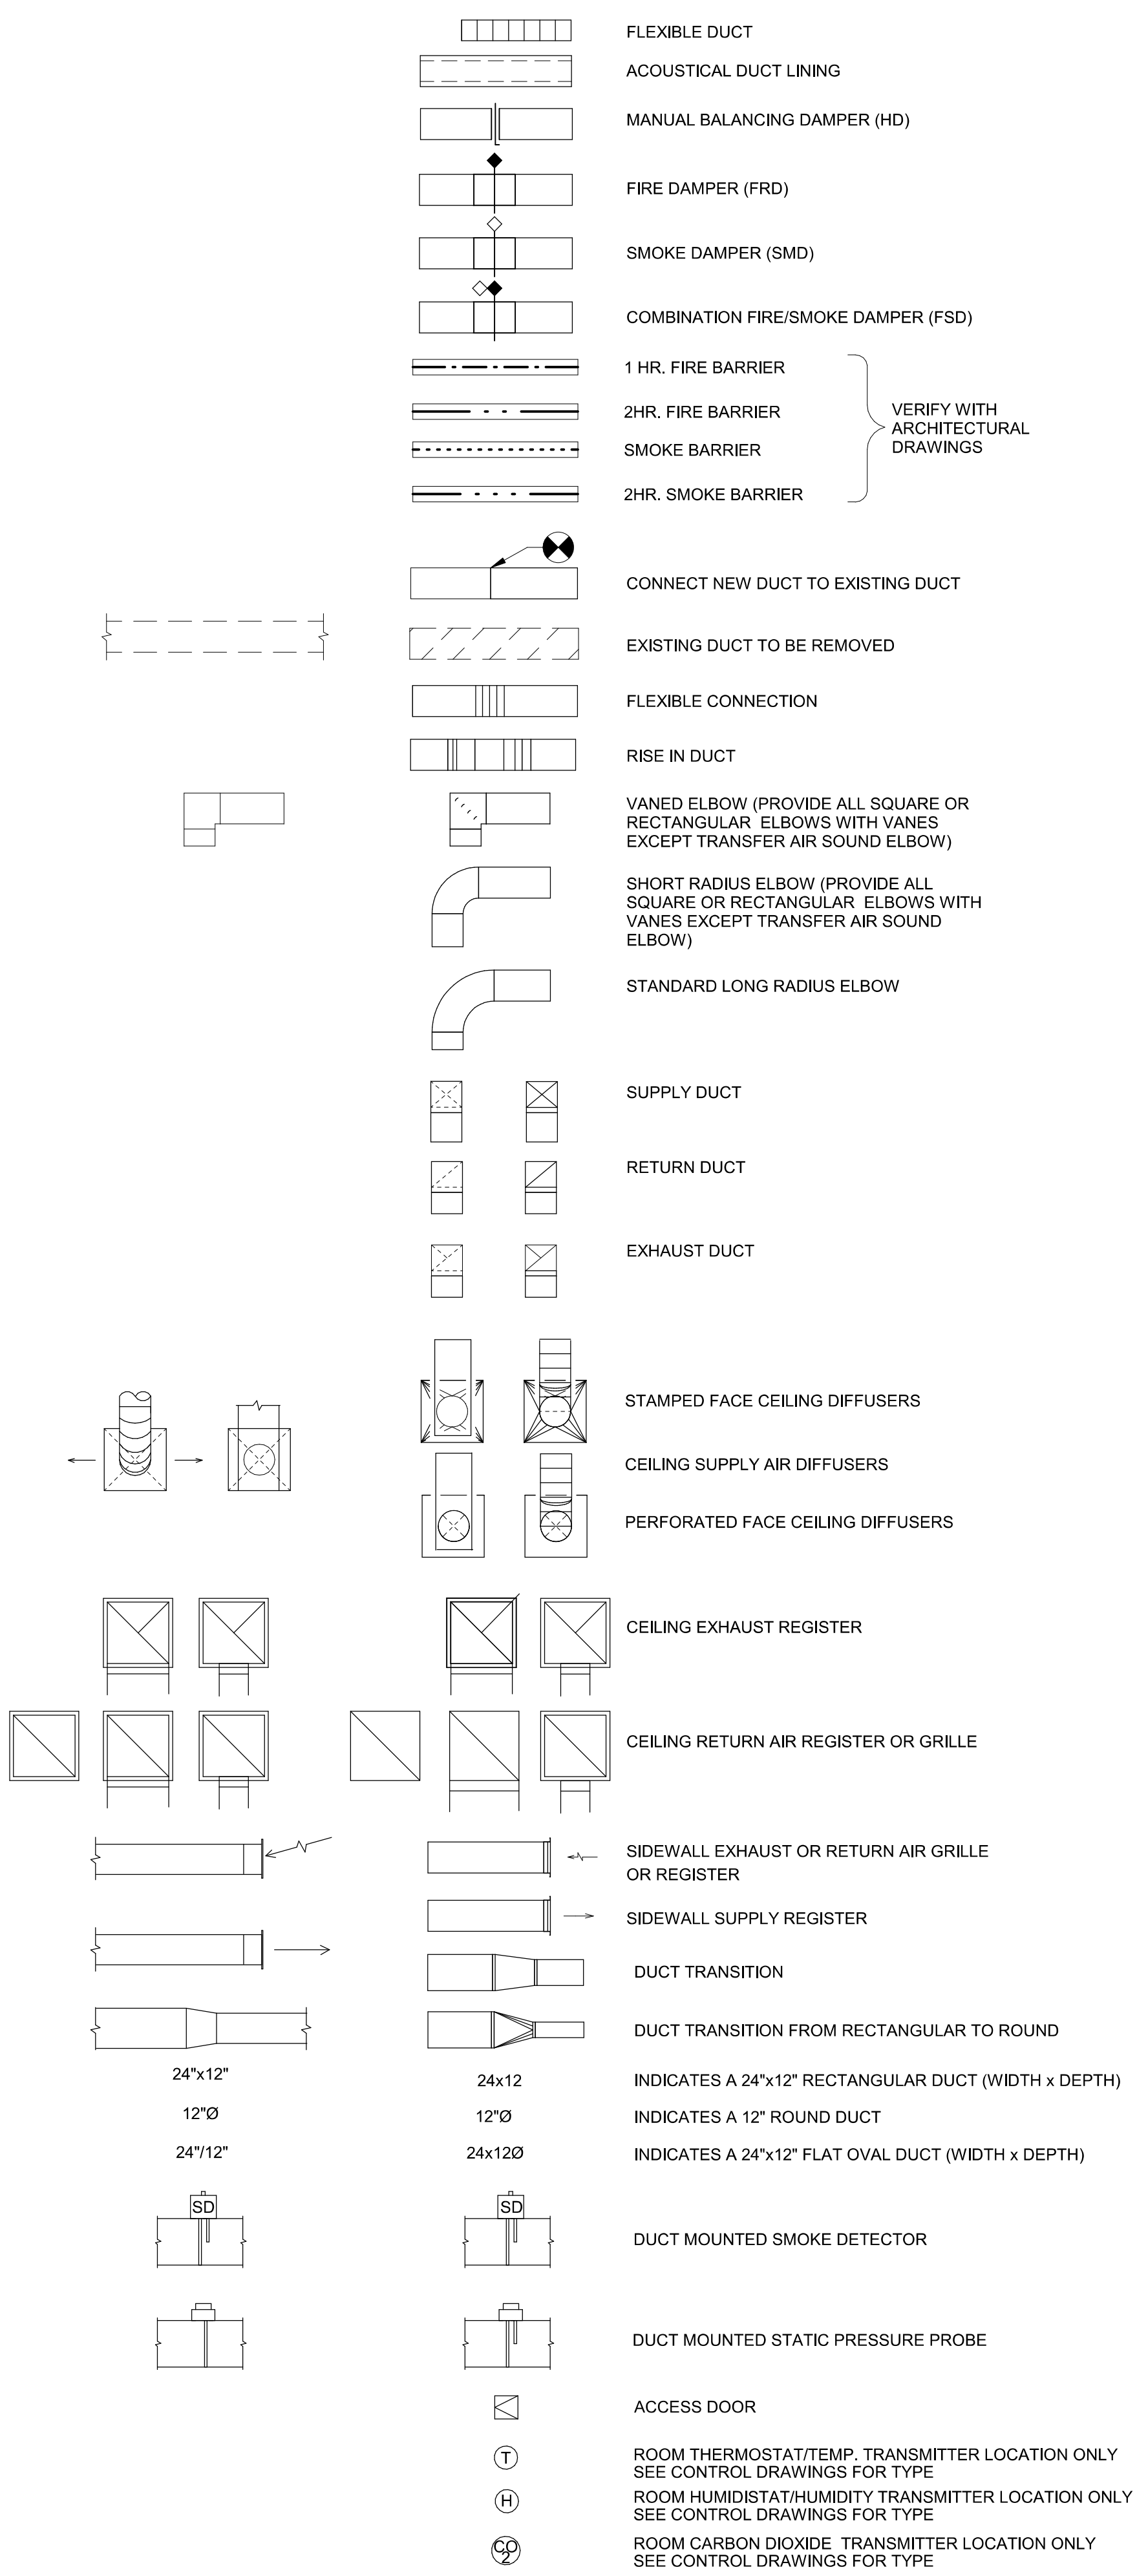 FLEXIBLE DUCT
ACOUSTICAL DUCT LINING
MANUAL BALANCING DAMPER (HD)
FIRE DAMPER (FRD)
SMOKE DAMPER (SMD)
COMBINATION FIRE/SMOKE DAMPER (FSD)
1 HR. FIRE BARRIER
2HR. FIRE BARRIER
SMOKE BARRIER
2HR. SMOKE BARRIER
VERIFY WITH
ARCHITECTURAL
DRAWINGS
CONNECT NEW DUCT TO EXISTING DUCT
EXISTING DUCT TO BE REMOVED
FLEXIBLE CONNECTION
RISE IN DUCT
VANED ELBOW (PROVIDE ALL SQUARE OR
RECTANGULAR ELBOWS WITH VANES
EXCEPT TRANSFER AIR SOUND ELBOW)
SHORT RADIUS ELBOW (PROVIDE ALL
SQUARE OR RECTANGULAR ELBOWS WITH
VANES EXCEPT TRANSFER AIR SOUND
ELBOW)
STANDARD LONG RADIUS ELBOW
SUPPLY DUCT
RETURN DUCT
EXHAUST DUCT
STAMPED FACE CEILING DIFFUSERS
CEILING SUPPLY AIR DIFFUSERS
PERFORATED FACE CEILING DIFFUSERS
CEILING EXHAUST REGISTER
CEILING RETURN AIR REGISTER OR GRILLE
SIDEWALL EXHAUST OR RETURN AIR GRILLE
OR REGISTER
SIDEWALL SUPPLY REGISTER
DUCT TRANSITION
DUCT TRANSITION FROM RECTANGULAR TO ROUND
24"x12" 24x12 INDICATES A 24"x12" RECTANGULAR DUCT (WIDTH x DEPTH)
12"Ø 12"Ø INDICATES A 12" ROUND DUCT
24"/12" 24x12Ø INDICATES A 24"x12" FLAT OVAL DUCT (WIDTH x DEPTH)
SD SD DUCT MOUNTED SMOKE DETECTOR
DUCT MOUNTED STATIC PRESSURE PROBE
ACCESS DOOR
T ROOM THERMOSTAT/TEMP. TRANSMITTER LOCATION ONLY
SEE CONTROL DRAWINGS FOR TYPE
H ROOM HUMIDISTAT/HUMIDITY TRANSMITTER LOCATION ONLY
SEE CONTROL DRAWINGS FOR TYPE
CO ROOM CARBON DIOXIDE TRANSMITTER LOCATION ONLY
2 SEE CONTROL DRAWINGS FOR TYPE